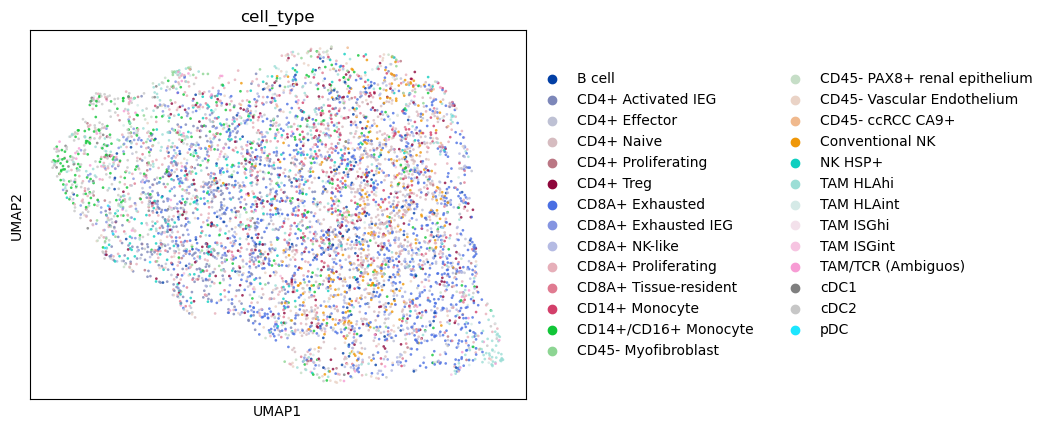 cell_type
UMAP2
UMAP1
B cell
CD4+ Activated IEG
CD4+ Effector
CD4+ Naive
CD4+ Proliferating
CD4+ Treg
CD8A+ Exhausted
CD8A+ Exhausted IEG
CD8A+ NK-like
CD8A+ Proliferating
CD8A+ Tissue-resident
CD14+ Monocyte
CD14+/CD16+ Monocyte
CD45- Myofibroblast
CD45- PAX8+ renal epithelium
CD45- Vascular Endothelium
CD45- ccRCC CA9+
Conventional NK
NK HSP+
TAM HLAhi
TAM HLAint
TAM ISGhi
TAM ISGint
TAM/TCR (Ambiguos)
cDC1
cDC2
pDC